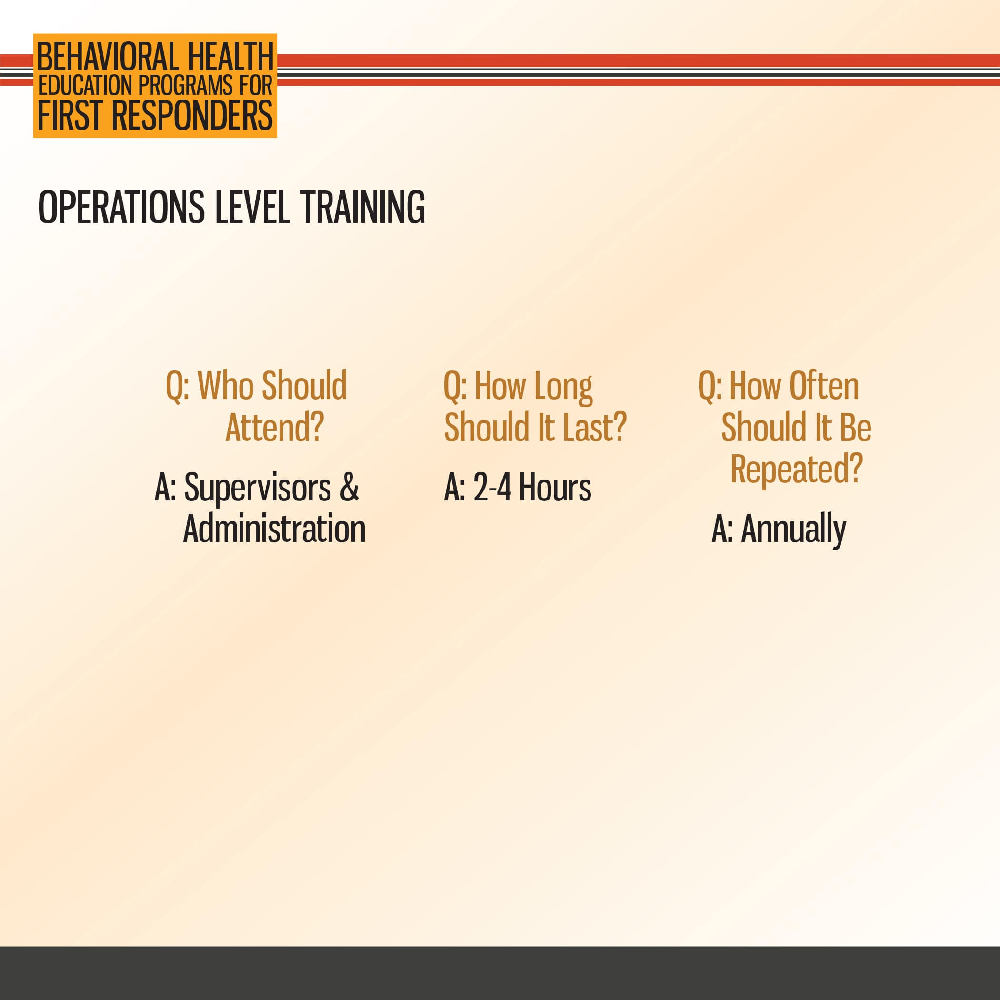 BEHAVIORAL HEALTH
EDUCATION PROGRAMS FOR
FIRST RESPONDERS
OPERATIONS LEVEL TRAINING
Q: Who Should
Attend?
A: Supervisors &
Administration
Q: How Long
Should It Last?
A: 2-4 Hours
Q: How Often
Should It Be
Repeated?
A: Annually